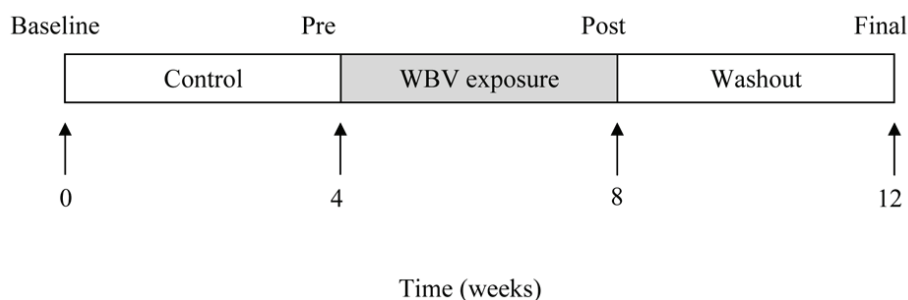 Baseline Pre Post Final
Control WBV exposure Washout
0 4 8 12
Time (weeks)